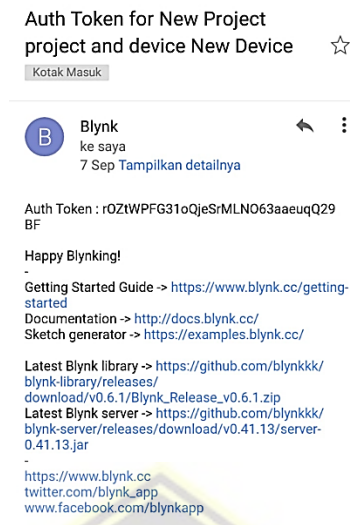 Auth Token for New Project
project and device New Device
Kotak Masuk
B
Blynk
ke saya
7 Sep Tampilkan detailnya
Auth Token : rOZtWPFG31oQjeSrMLNO63aaeuqQ29
BF
Happy Blynking!
-
Getting Started Guide -> https://www.blynk.cc/getting-
started
Documentation -> http://docs.blynk.cc/
Sketch generator -> https://examples.blynk.cc/
Latest Blynk library -> https://github.com/blynkkk/
blynk-library/releases/
download/v0.6.1/Blynk_Release_v0.6.1.zip
Latest Blynk server -> https://github.com/blynkkk/
blynk-server/releases/download/v0.41.13/server-
0.41.13.jar
-
https://www.blynk.cc
twitter.com/blynk_app
www.facebook.com/blynkapp